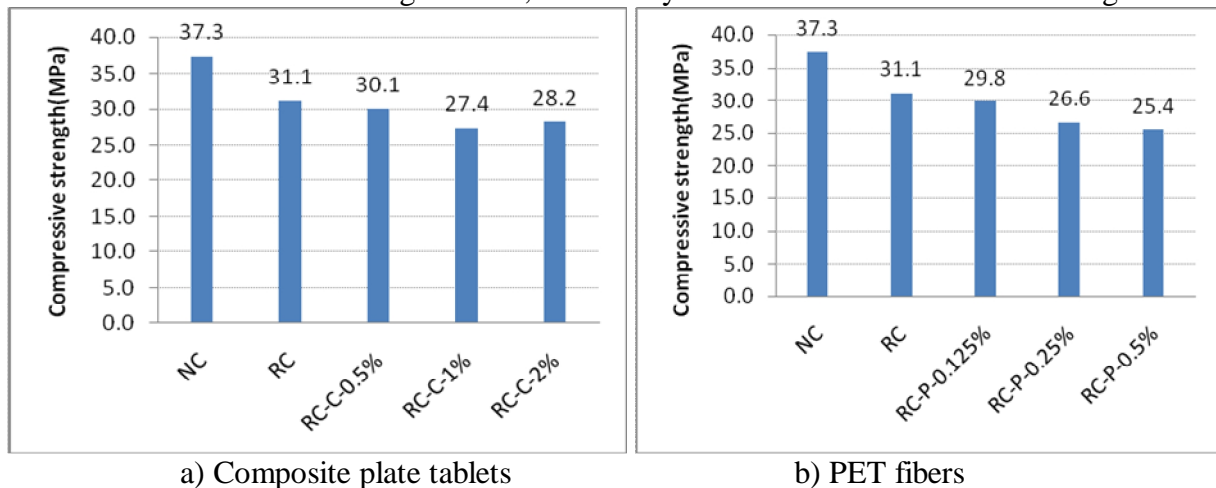 37.3
31.1
30.1
27.4
28.2
40.0
35.0
30.0
25.0
20.0
15.0
10.0
5.0
0.0
Compressive strength(MPa)
NC
RC
RC-C-0.5%
RC-C-1%
RC-C-2%
a) Composite plate tablets
37.3
31.1
29.8
26.6
25.4
40.0
35.0
30.0
25.0
20.0
15.0
10.0
5.0
0.0
Compressive strength(MPa)
NC
RC
RC-P-0.125%
RC-P-0.25%
RC-P-0.5%
b) PET fibers